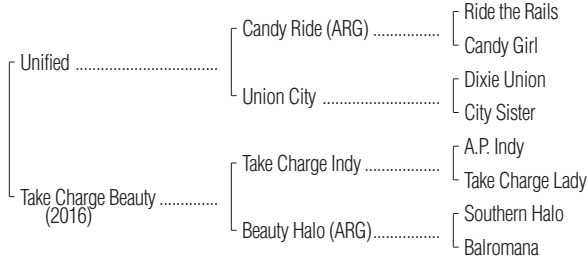 Ride the Rails
Candy Ride (ARG) ................
Candy Girl
Unified ..................................
Dixie Union
Union City ............................
City Sister
A.P. Indy
Take Charge Indy ..................
Take Charge Lady
Take Charge Beauty ..............
(2016)
Southern Halo
Beauty Halo (ARG)................
Balromana